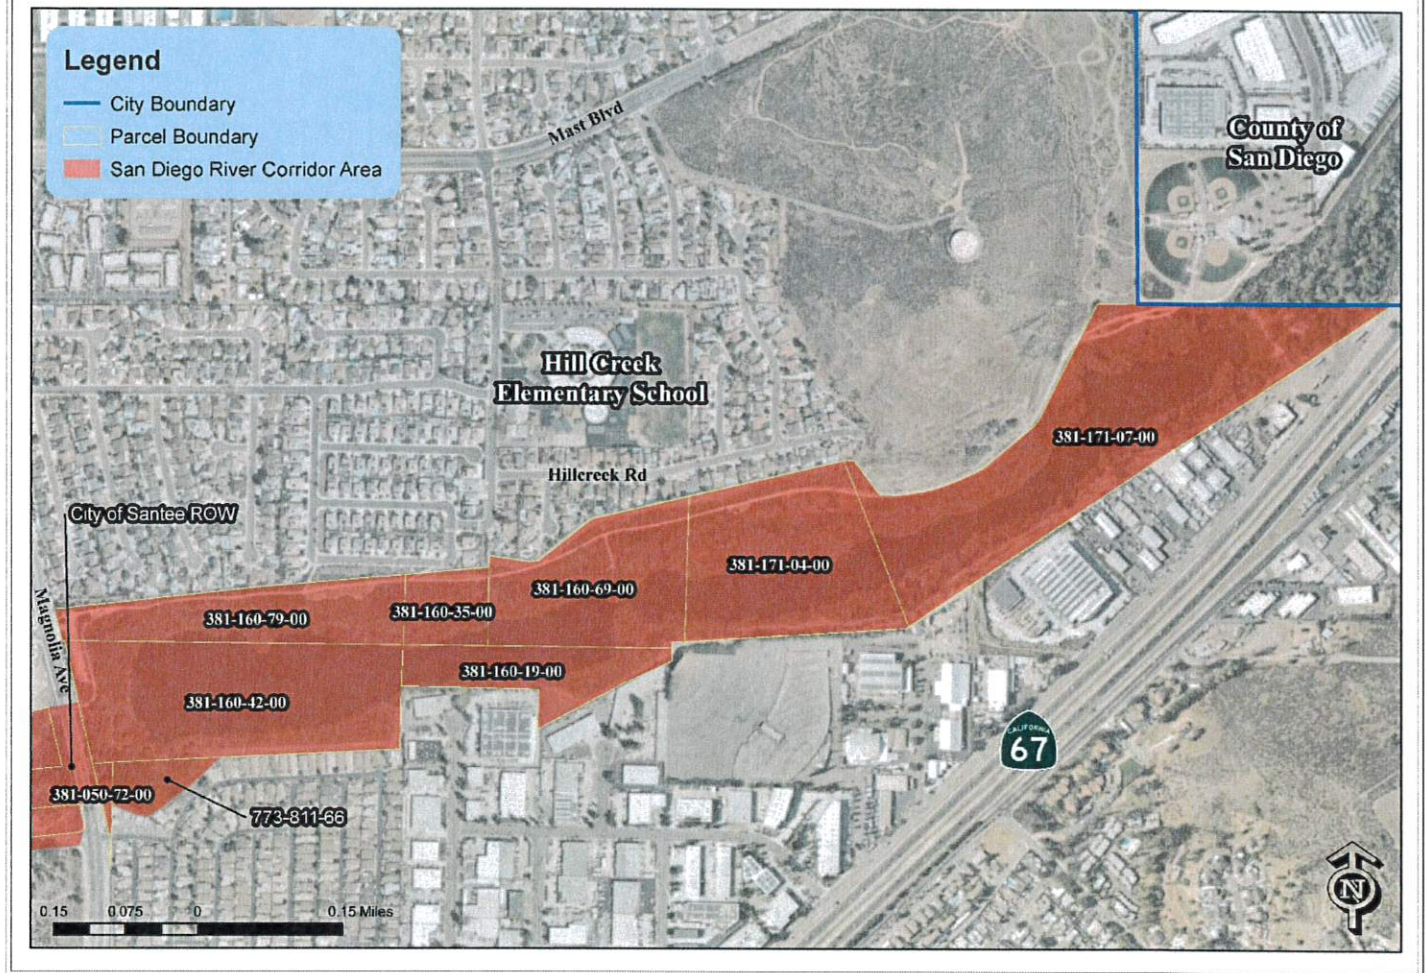 Legend
City Boundary
Parcel Boundary
San Diego River Corridor Area
Mast Blvd
County of
San Diego
Hill Creek
Elementary School
381-171-07-00
Hillcreek Rd
City of Santee ROW
381-171-04-00
381-160-69-00
381-160-35-00
381-160-79-00
Magnolia Ave
381-160-19-00
381-160-42-00
CALIFORNIA
67
381-050-72-00
773-811-66
N
0.15 0.075 0 0.15 Miles